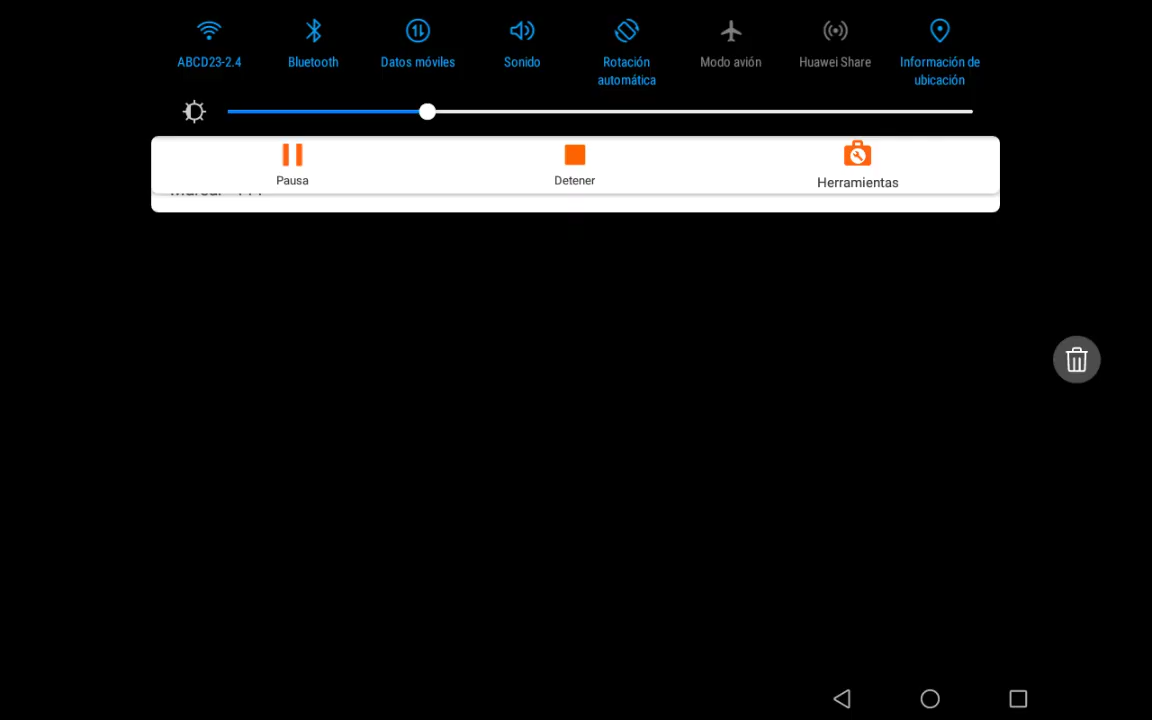 ABCD23-2.4
Bluetooth
Datos móviles
Sonido
Rotación
automática
Modo avión
Huawei Share
Información de
ubicación
Pausa
Detener
Herramientas